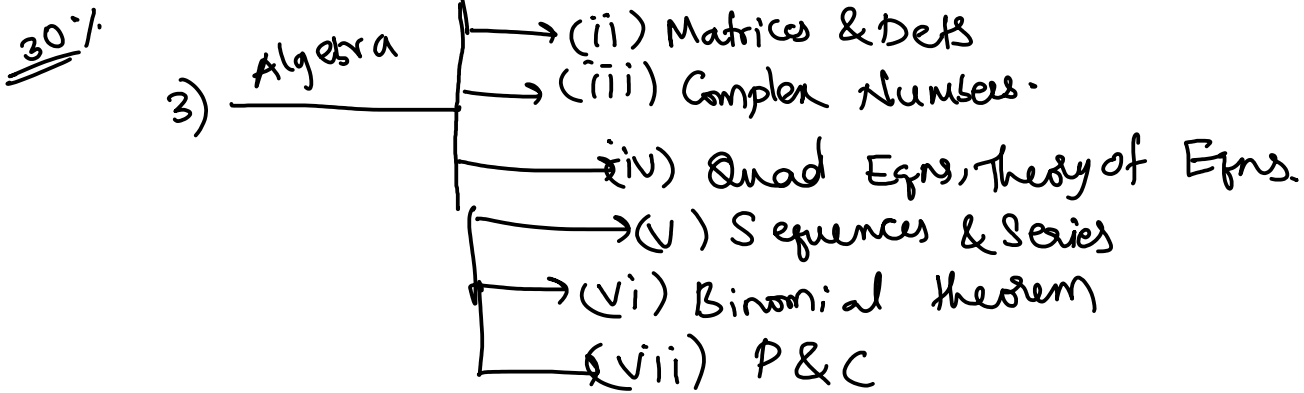 30%
3) Algebra
(ii) Matrices & Dets
(iii) Complex Numbers.
(iv) Quad Eqns, Theory of Eqns.
(v) Sequences & Series
(vi) Binomial theorem
(vii) P & C